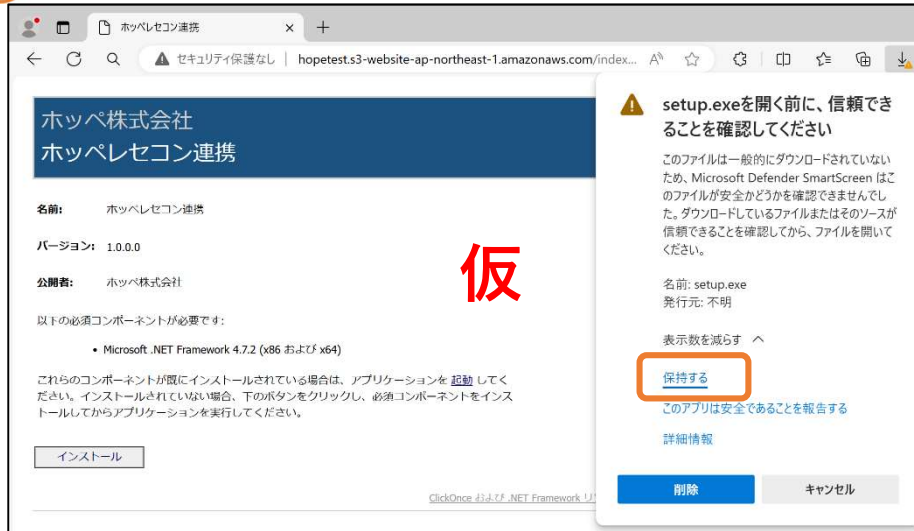 ホッペレセコン連携
セキュリティ保護なし | hopetest.s3-website-ap-northeast-1.amazonaws.com/index...
ホッペ株式会社
ホッペレセコン連携
名前: ホッペレセコン連携
バージョン: 1.0.0.0
公開者: ホッペ株式会社
以下の必須コンポーネントが必要です:
• Microsoft .NET Framework 4.7.2 (x86 および x64)
これらのコンポーネントが既にインストールされている場合は、アプリケーションを 起動 してく
ださい。インストールされていない場合、下のボタンをクリックし、必須コンポーネントをインス
トールしてからアプリケーションを実行してください。
インストール
ClickOnce および .NET Framework リ
仮
setup.exeを開く前に、信頼でき
ることを確認してください
このファイルは一般的にダウンロードされていない
ため、Microsoft Defender SmartScreen はこ
のファイルが安全かどうかを確認できませんでし
た。ダウンロードしているファイルまたはそのソースが
信頼できることを確認してから、ファイルを開いて
ください。
名前: setup.exe
発行元: 不明
表示数を減らす
保持する
このアプリは安全であることを報告する
詳細情報
削除
キャンセル